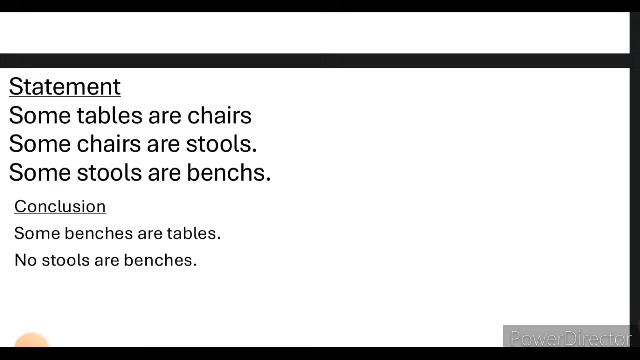 Statement
Some tables are chairs
Some chairs are stools.
Some stools are benchs.
Conclusion
Some benches are tables.
No stools are benches.
PowerDirector